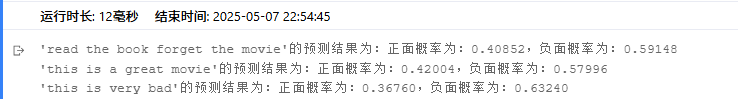 运行时长: 12毫秒 结束时间: 2025-05-07 22:54:45
'read the book forget the movie'的预测结果为: 正面概率为: 0.40852, 负面概率为: 0.59148
'this is a great movie'的预测结果为: 正面概率为: 0.42004, 负面概率为: 0.57996
'this is very bad'的预测结果为: 正面概率为: 0.36760, 负面概率为: 0.63240